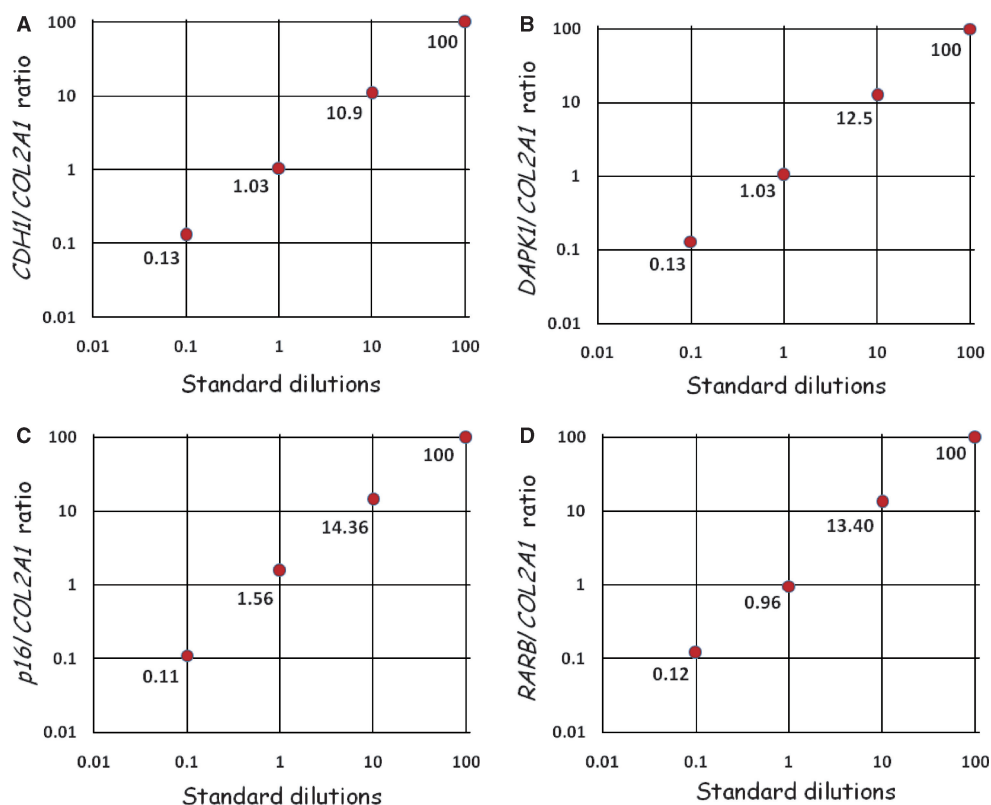 A
CDH1/COL2A1 ratio
100
10
1
0.1
0.01
100
10.9
1.03
0.13
0.01 0.1 1 10 100
Standard dilutions
B
DAPK1/COL2A1 ratio
100
10
1
0.1
0.01
100
12.5
1.03
0.13
0.01 0.1 1 10 100
Standard dilutions
C
p16/COL2A1 ratio
100
10
1
0.1
0.01
100
14.36
1.56
0.11
0.01 0.1 1 10 100
Standard dilutions
D
RARB/COL2A1 ratio
100
10
1
0.1
0.01
100
13.40
0.96
0.12
0.01 0.1 1 10 100
Standard dilutions